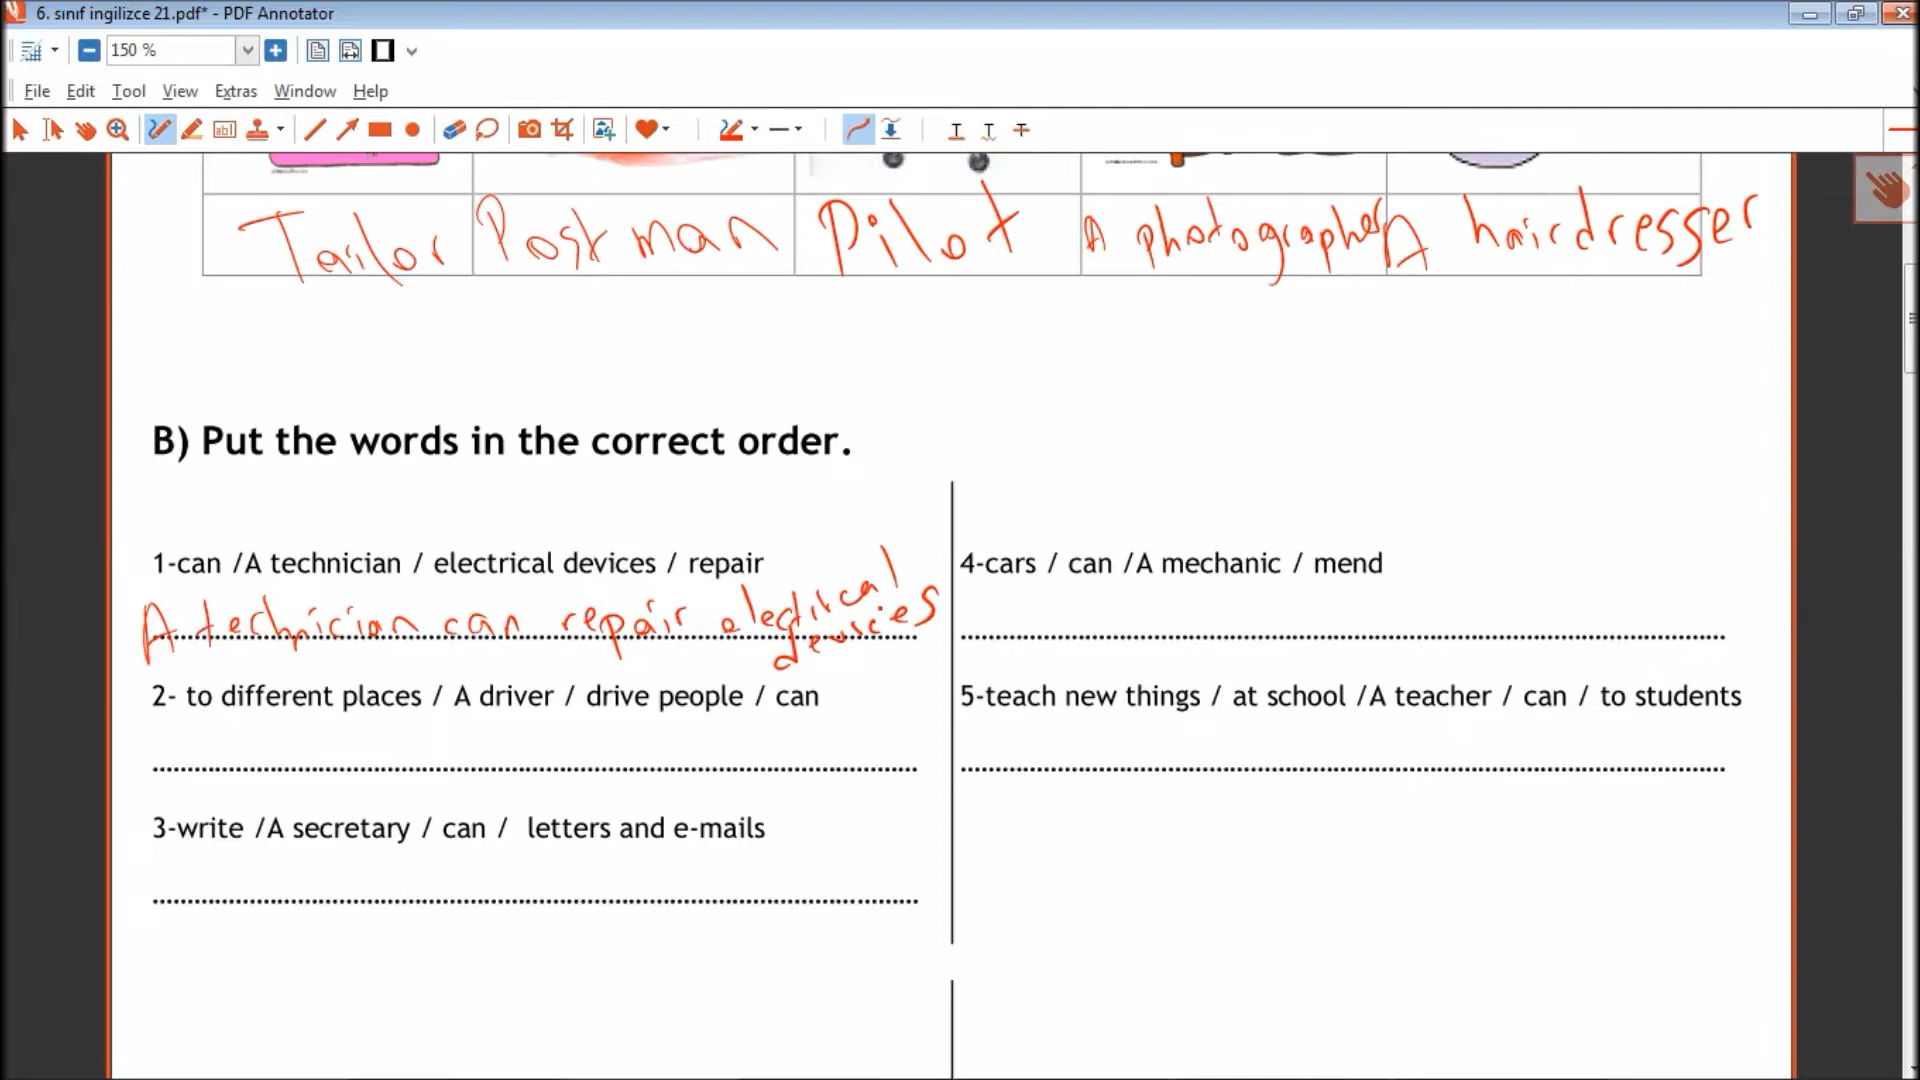 6. sınıf ingilizce 21.pdf* - PDF Annotator
150 %
File Edit Tool View Extras Window Help
Tailor Postman Pilot A photographer A hairdresser
B) Put the words in the correct order.
1-can /A technician / electrical devices / repair
A technician can repair electrical
devices
2- to different places / A driver / drive people / can
3-write /A secretary / can / letters and e-mails
4-cars / can /A mechanic / mend
5-teach new things / at school /A teacher / can / to students